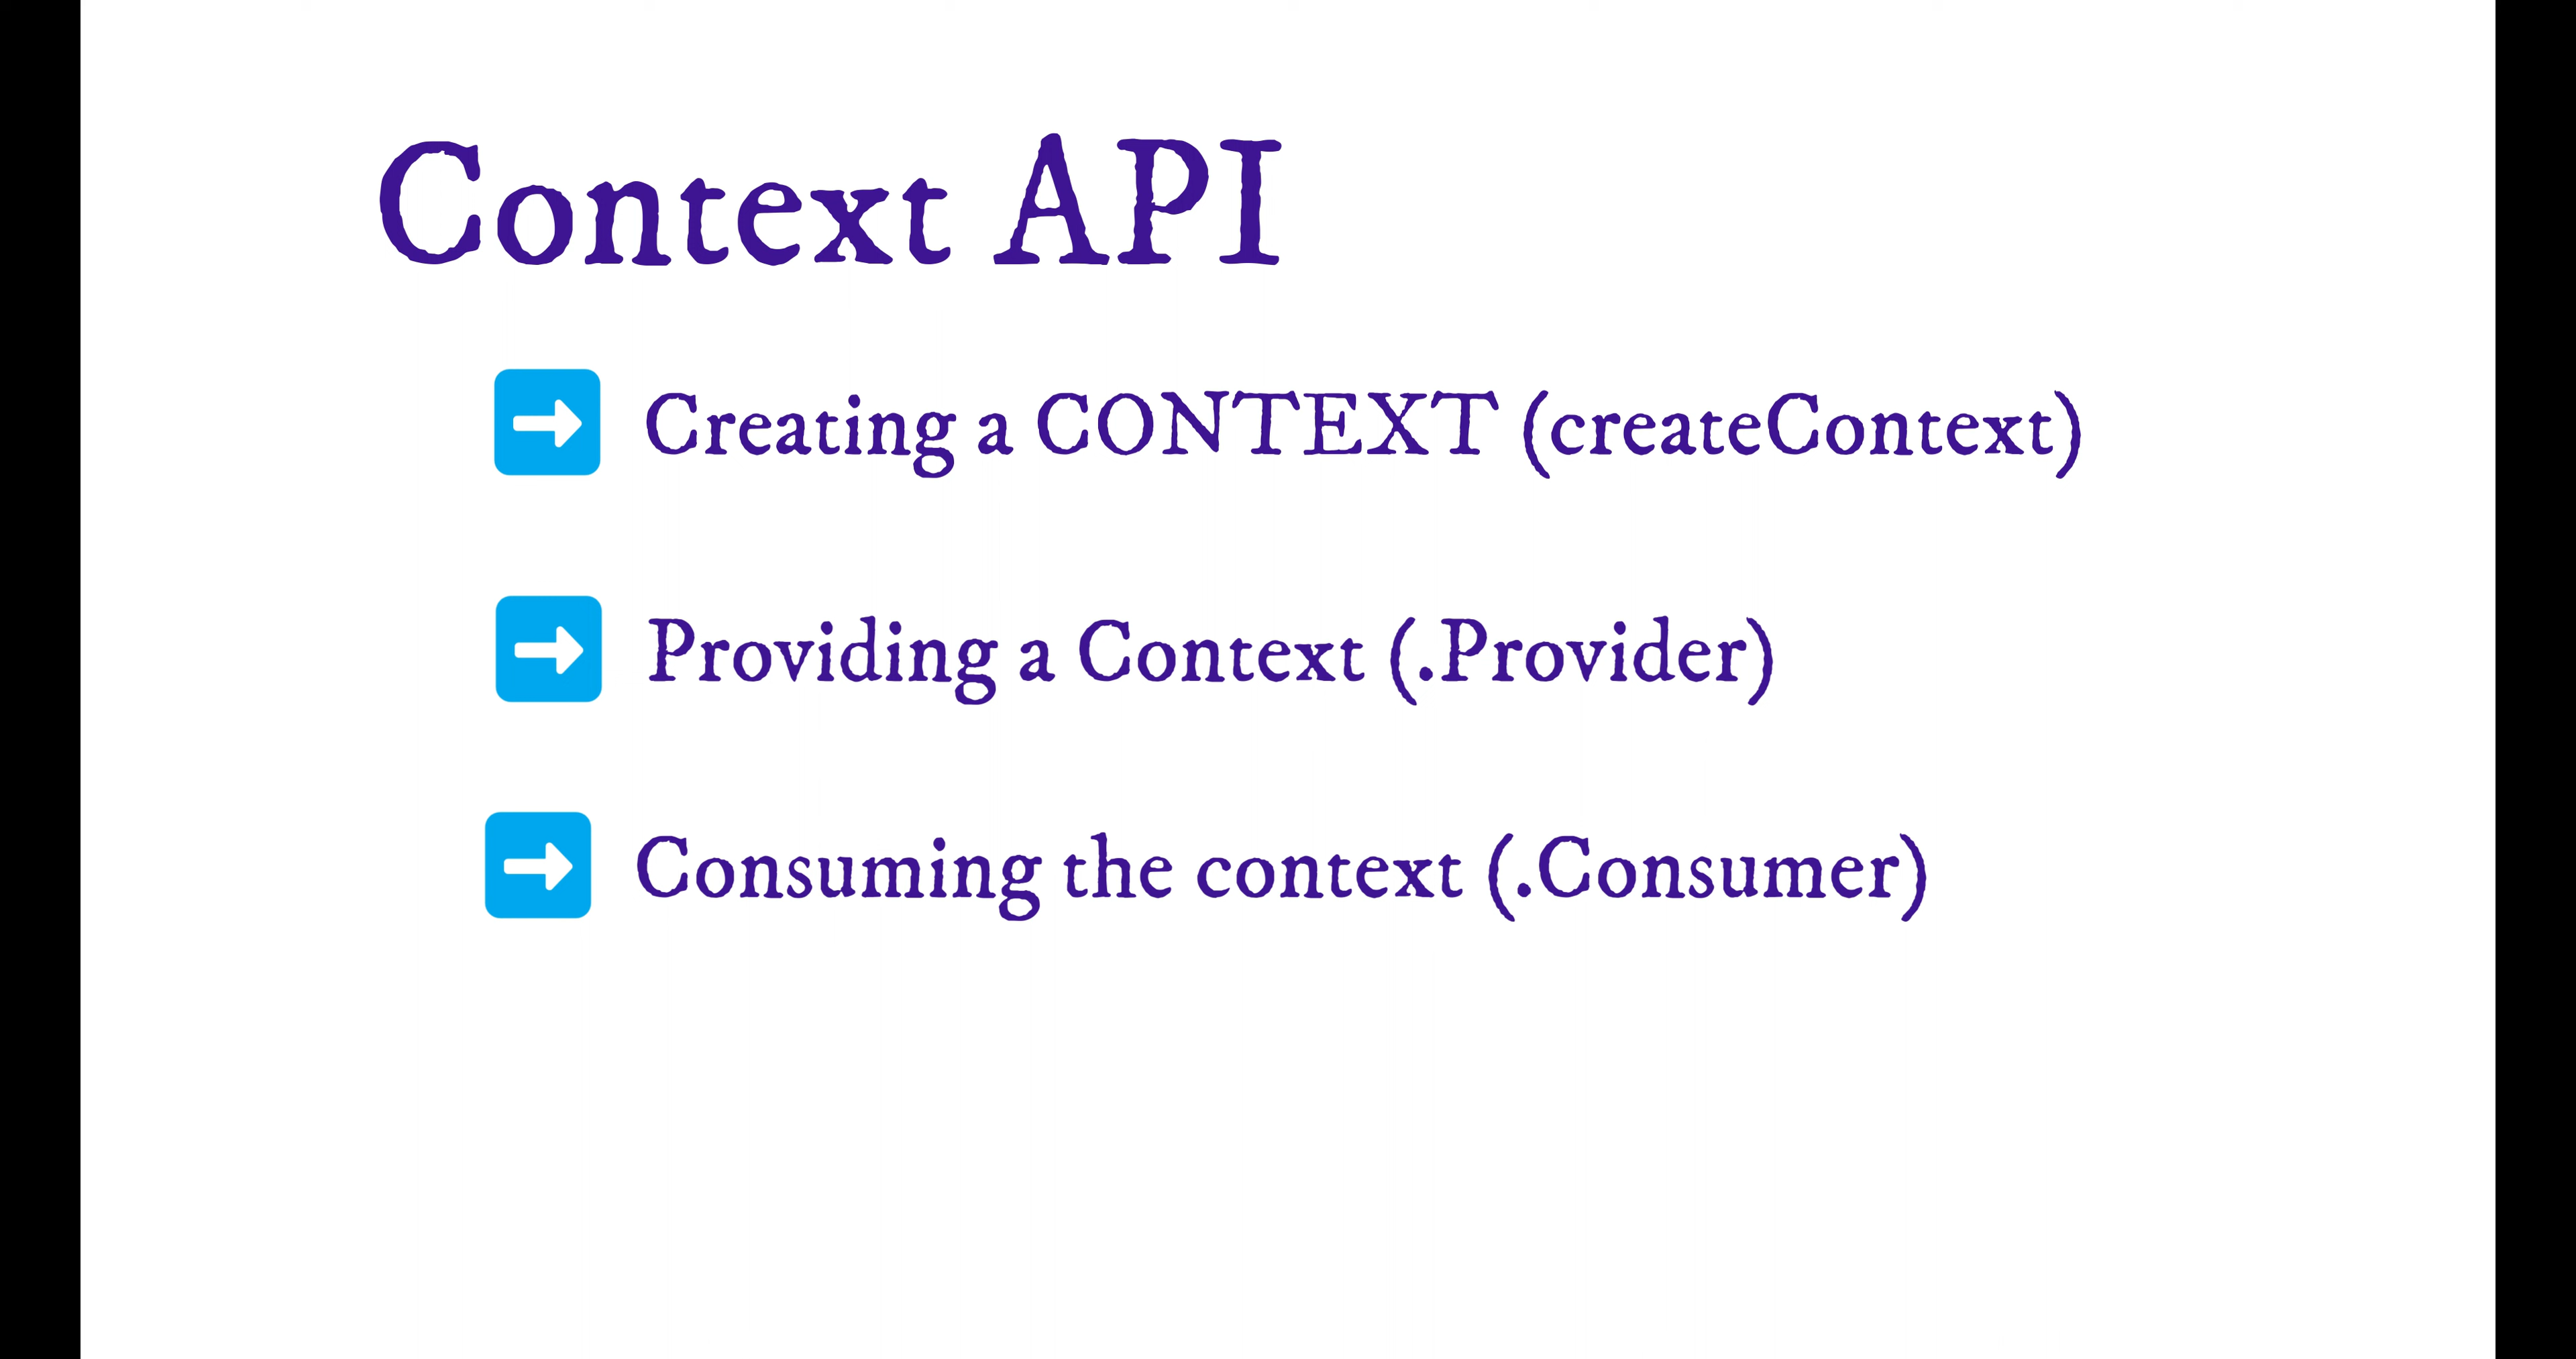 Context API
Creating a CONTEXT (createContext)
Providing a Context (.Provider)
Consuming the context (.Consumer)